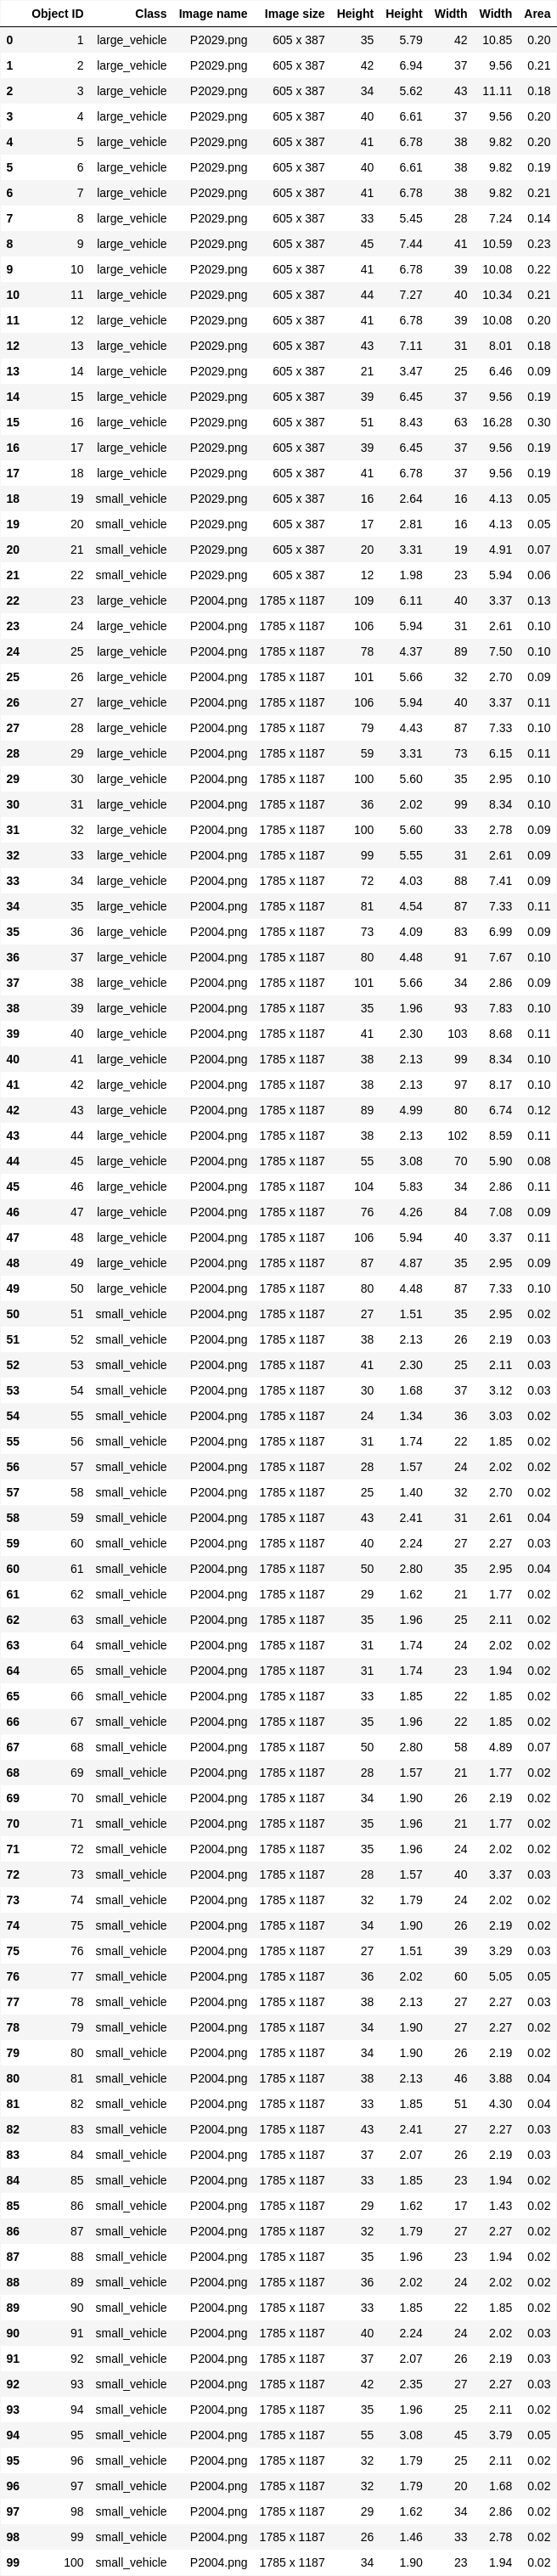 Object ID Class Image name Image size Height Height Width Width Area
0 1 large_vehicle P2029.png 605 x 387 35 5.79 42 10.85 0.20
1 2 large_vehicle P2029.png 605 x 387 42 6.94 37 9.56 0.21
2 3 large_vehicle P2029.png 605 x 387 34 5.62 43 11.11 0.18
3 4 large_vehicle P2029.png 605 x 387 40 6.61 37 9.56 0.20
4 5 large_vehicle P2029.png 605 x 387 41 6.78 38 9.82 0.20
5 6 large_vehicle P2029.png 605 x 387 40 6.61 38 9.82 0.19
6 7 large_vehicle P2029.png 605 x 387 41 6.78 38 9.82 0.21
7 8 large_vehicle P2029.png 605 x 387 33 5.45 28 7.24 0.14
8 9 large_vehicle P2029.png 605 x 387 45 7.44 41 10.59 0.23
9 10 large_vehicle P2029.png 605 x 387 41 6.78 39 10.08 0.22
10 11 large_vehicle P2029.png 605 x 387 44 7.27 40 10.34 0.21
11 12 large_vehicle P2029.png 605 x 387 41 6.78 39 10.08 0.20
12 13 large_vehicle P2029.png 605 x 387 43 7.11 31 8.01 0.18
13 14 large_vehicle P2029.png 605 x 387 21 3.47 25 6.46 0.09
14 15 large_vehicle P2029.png 605 x 387 39 6.45 37 9.56 0.19
15 16 large_vehicle P2029.png 605 x 387 51 8.43 63 16.28 0.30
16 17 large_vehicle P2029.png 605 x 387 39 6.45 37 9.56 0.19
17 18 large_vehicle P2029.png 605 x 387 41 6.78 37 9.56 0.19
18 19 small_vehicle P2029.png 605 x 387 16 2.64 16 4.13 0.05
19 20 small_vehicle P2029.png 605 x 387 17 2.81 16 4.13 0.05
20 21 small_vehicle P2029.png 605 x 387 20 3.31 19 4.91 0.07
21 22 small_vehicle P2029.png 605 x 387 12 1.98 23 5.94 0.06
22 23 large_vehicle P2004.png 1785 x 1187 109 6.11 40 3.37 0.13
23 24 large_vehicle P2004.png 1785 x 1187 106 5.94 31 2.61 0.10
24 25 large_vehicle P2004.png 1785 x 1187 78 4.37 89 7.50 0.10
25 26 large_vehicle P2004.png 1785 x 1187 101 5.66 32 2.70 0.09
26 27 large_vehicle P2004.png 1785 x 1187 106 5.94 40 3.37 0.11
27 28 large_vehicle P2004.png 1785 x 1187 79 4.43 87 7.33 0.10
28 29 large_vehicle P2004.png 1785 x 1187 59 3.31 73 6.15 0.11
29 30 large_vehicle P2004.png 1785 x 1187 100 5.60 35 2.95 0.10
30 31 large_vehicle P2004.png 1785 x 1187 36 2.02 99 8.34 0.10
31 32 large_vehicle P2004.png 1785 x 1187 100 5.60 33 2.78 0.09
32 33 large_vehicle P2004.png 1785 x 1187 99 5.55 31 2.61 0.09
33 34 large_vehicle P2004.png 1785 x 1187 72 4.03 88 7.41 0.09
34 35 large_vehicle P2004.png 1785 x 1187 81 4.54 87 7.33 0.11
35 36 large_vehicle P2004.png 1785 x 1187 73 4.09 83 6.99 0.09
36 37 large_vehicle P2004.png 1785 x 1187 80 4.48 91 7.67 0.10
37 38 large_vehicle P2004.png 1785 x 1187 101 5.66 34 2.86 0.09
38 39 large_vehicle P2004.png 1785 x 1187 35 1.96 93 7.83 0.10
39 40 large_vehicle P2004.png 1785 x 1187 41 2.30 103 8.68 0.11
40 41 large_vehicle P2004.png 1785 x 1187 38 2.13 99 8.34 0.10
41 42 large_vehicle P2004.png 1785 x 1187 38 2.13 97 8.17 0.10
42 43 large_vehicle P2004.png 1785 x 1187 89 4.99 80 6.74 0.12
43 44 large_vehicle P2004.png 1785 x 1187 38 2.13 102 8.59 0.11
44 45 large_vehicle P2004.png 1785 x 1187 55 3.08 70 5.90 0.08
45 46 large_vehicle P2004.png 1785 x 1187 104 5.83 34 2.86 0.11
46 47 large_vehicle P2004.png 1785 x 1187 76 4.26 84 7.08 0.09
47 48 large_vehicle P2004.png 1785 x 1187 106 5.94 40 3.37 0.11
48 49 large_vehicle P2004.png 1785 x 1187 87 4.87 35 2.95 0.09
49 50 large_vehicle P2004.png 1785 x 1187 80 4.48 87 7.33 0.10
50 51 small_vehicle P2004.png 1785 x 1187 27 1.51 35 2.95 0.02
51 52 small_vehicle P2004.png 1785 x 1187 38 2.13 26 2.19 0.03
52 53 small_vehicle P2004.png 1785 x 1187 41 2.30 25 2.11 0.03
53 54 small_vehicle P2004.png 1785 x 1187 30 1.68 37 3.12 0.03
54 55 small_vehicle P2004.png 1785 x 1187 24 1.34 36 3.03 0.02
55 56 small_vehicle P2004.png 1785 x 1187 31 1.74 22 1.85 0.02
56 57 small_vehicle P2004.png 1785 x 1187 28 1.57 24 2.02 0.02
57 58 small_vehicle P2004.png 1785 x 1187 25 1.40 32 2.70 0.02
58 59 small_vehicle P2004.png 1785 x 1187 43 2.41 31 2.61 0.04
59 60 small_vehicle P2004.png 1785 x 1187 40 2.24 27 2.27 0.03
60 61 small_vehicle P2004.png 1785 x 1187 50 2.80 35 2.95 0.04
61 62 small_vehicle P2004.png 1785 x 1187 29 1.62 21 1.77 0.02
62 63 small_vehicle P2004.png 1785 x 1187 35 1.96 25 2.11 0.02
63 64 small_vehicle P2004.png 1785 x 1187 31 1.74 24 2.02 0.02
64 65 small_vehicle P2004.png 1785 x 1187 31 1.74 23 1.94 0.02
65 66 small_vehicle P2004.png 1785 x 1187 33 1.85 22 1.85 0.02
66 67 small_vehicle P2004.png 1785 x 1187 35 1.96 22 1.85 0.02
67 68 small_vehicle P2004.png 1785 x 1187 50 2.80 58 4.89 0.07
68 69 small_vehicle P2004.png 1785 x 1187 28 1.57 21 1.77 0.02
69 70 small_vehicle P2004.png 1785 x 1187 34 1.90 26 2.19 0.02
70 71 small_vehicle P2004.png 1785 x 1187 35 1.96 21 1.77 0.02
71 72 small_vehicle P2004.png 1785 x 1187 35 1.96 24 2.02 0.02
72 73 small_vehicle P2004.png 1785 x 1187 28 1.57 40 3.37 0.03
73 74 small_vehicle P2004.png 1785 x 1187 32 1.79 24 2.02 0.02
74 75 small_vehicle P2004.png 1785 x 1187 34 1.90 26 2.19 0.02
75 76 small_vehicle P2004.png 1785 x 1187 27 1.51 39 3.29 0.03
76 77 small_vehicle P2004.png 1785 x 1187 36 2.02 60 5.05 0.05
77 78 small_vehicle P2004.png 1785 x 1187 38 2.13 27 2.27 0.03
78 79 small_vehicle P2004.png 1785 x 1187 34 1.90 27 2.27 0.02
79 80 small_vehicle P2004.png 1785 x 1187 34 1.90 26 2.19 0.02
80 81 small_vehicle P2004.png 1785 x 1187 38 2.13 46 3.88 0.04
81 82 small_vehicle P2004.png 1785 x 1187 33 1.85 51 4.30 0.04
82 83 small_vehicle P2004.png 1785 x 1187 43 2.41 27 2.27 0.03
83 84 small_vehicle P2004.png 1785 x 1187 37 2.07 26 2.19 0.03
84 85 small_vehicle P2004.png 1785 x 1187 33 1.85 23 1.94 0.02
85 86 small_vehicle P2004.png 1785 x 1187 29 1.62 17 1.43 0.02
86 87 small_vehicle P2004.png 1785 x 1187 32 1.79 27 2.27 0.02
87 88 small_vehicle P2004.png 1785 x 1187 35 1.96 23 1.94 0.02
88 89 small_vehicle P2004.png 1785 x 1187 36 2.02 24 2.02 0.02
89 90 small_vehicle P2004.png 1785 x 1187 33 1.85 22 1.85 0.02
90 91 small_vehicle P2004.png 1785 x 1187 40 2.24 24 2.02 0.03
91 92 small_vehicle P2004.png 1785 x 1187 37 2.07 26 2.19 0.03
92 93 small_vehicle P2004.png 1785 x 1187 42 2.35 27 2.27 0.03
93 94 small_vehicle P2004.png 1785 x 1187 35 1.96 25 2.11 0.02
94 95 small_vehicle P2004.png 1785 x 1187 55 3.08 45 3.79 0.05
95 96 small_vehicle P2004.png 1785 x 1187 32 1.79 25 2.11 0.02
96 97 small_vehicle P2004.png 1785 x 1187 32 1.79 20 1.68 0.02
97 98 small_vehicle P2004.png 1785 x 1187 29 1.62 34 2.86 0.02
98 99 small_vehicle P2004.png 1785 x 1187 26 1.46 33 2.78 0.02
99 100 small_vehicle P2004.png 1785 x 1187 34 1.90 23 1.94 0.02